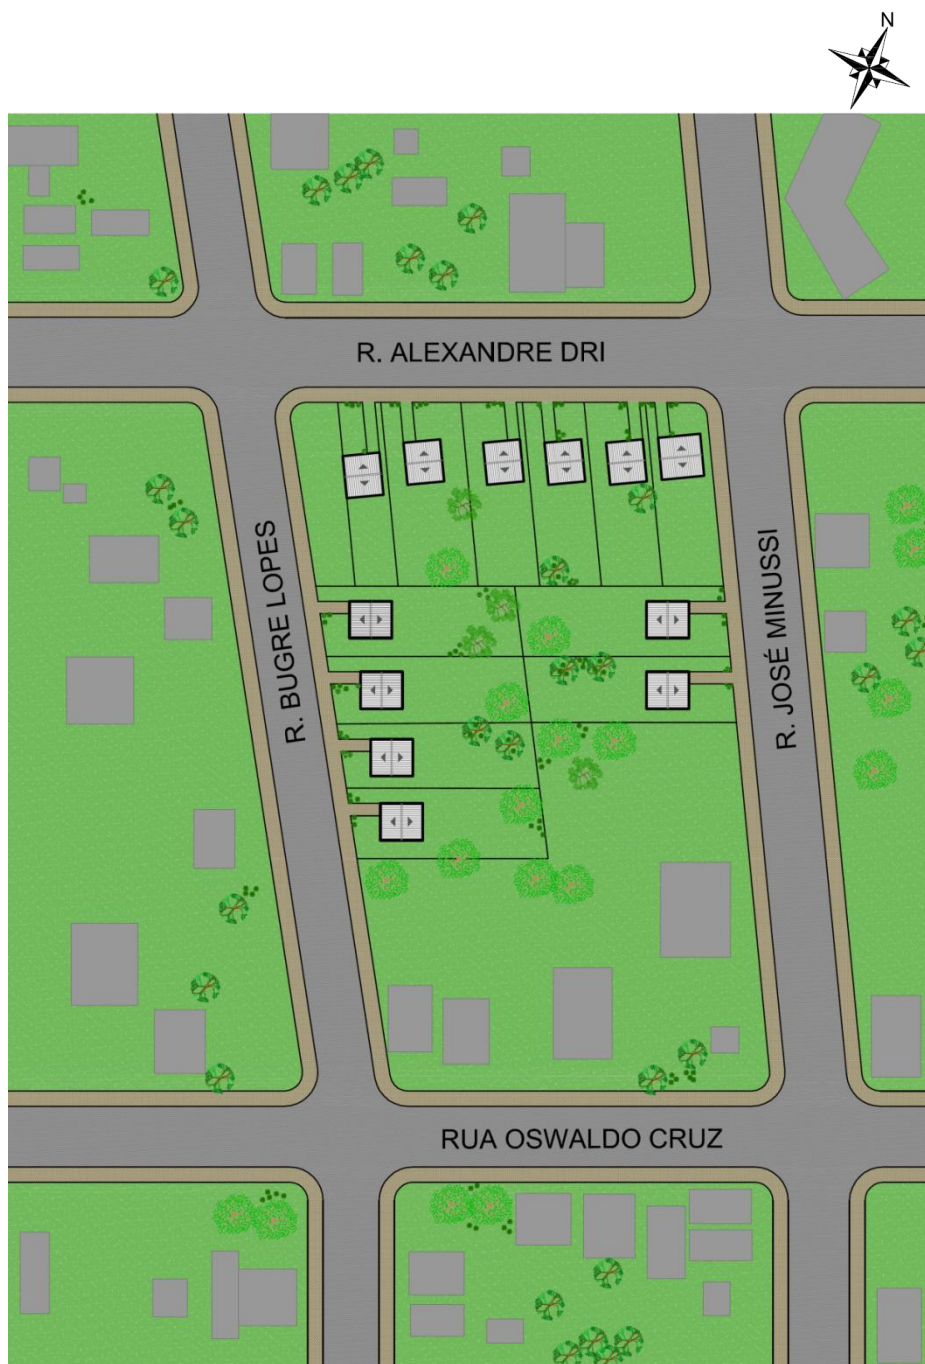 N
R. ALEXANDRE DRI
R. BUGRE LOPES
R. JOSÉ MINUSSI
RUA OSWALDO CRUZ